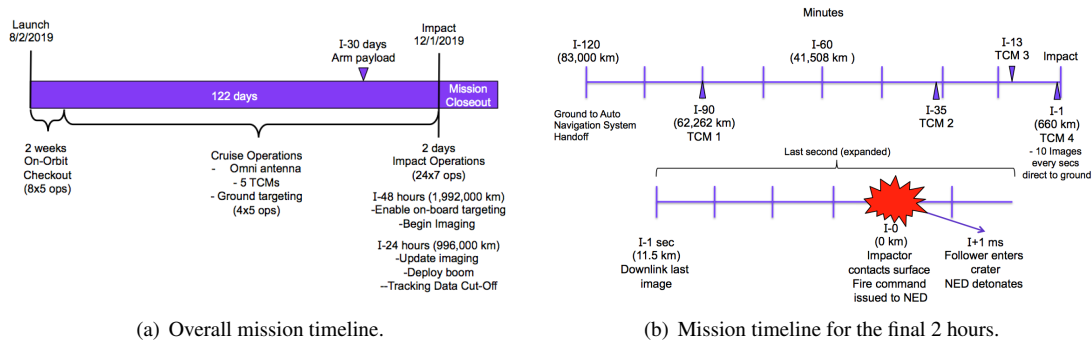 Launch
8/2/2019
I-30 days
Arm payload
Impact
12/1/2019
122 days
Mission
Closeout
2 weeks
On-Orbit
Checkout
(8x5 ops)
Cruise Operations
- Omni antenna
- 5 TCMs
- Ground targeting
(4x5 ops)
2 days
Impact Operations
(24x7 ops)
I-48 hours (1,992,000 km)
-Enable on-board targeting
-Begin Imaging
I-24 hours (996,000 km)
-Update imaging
-Deploy boom
--Tracking Data Cut-Off
(a) Overall mission timeline.
Minutes
I-120
(83,000 km)
I-60
(41,508 km )
I-13
TCM 3
Impact
Ground to Auto
Navigation System
Handoff
I-90
(62,262 km)
TCM 1
I-35
TCM 2
I-1
(660 km)
TCM 4
- 10 Images
every secs
direct to ground
Last second (expanded)
I-1 sec
(11.5 km)
Downlink last
image
I-0
(0 km)
Impactor
contacts surface
Fire command
issued to NED
I+1 ms
Follower enters
crater
NED detonates
(b) Mission timeline for the final 2 hours.